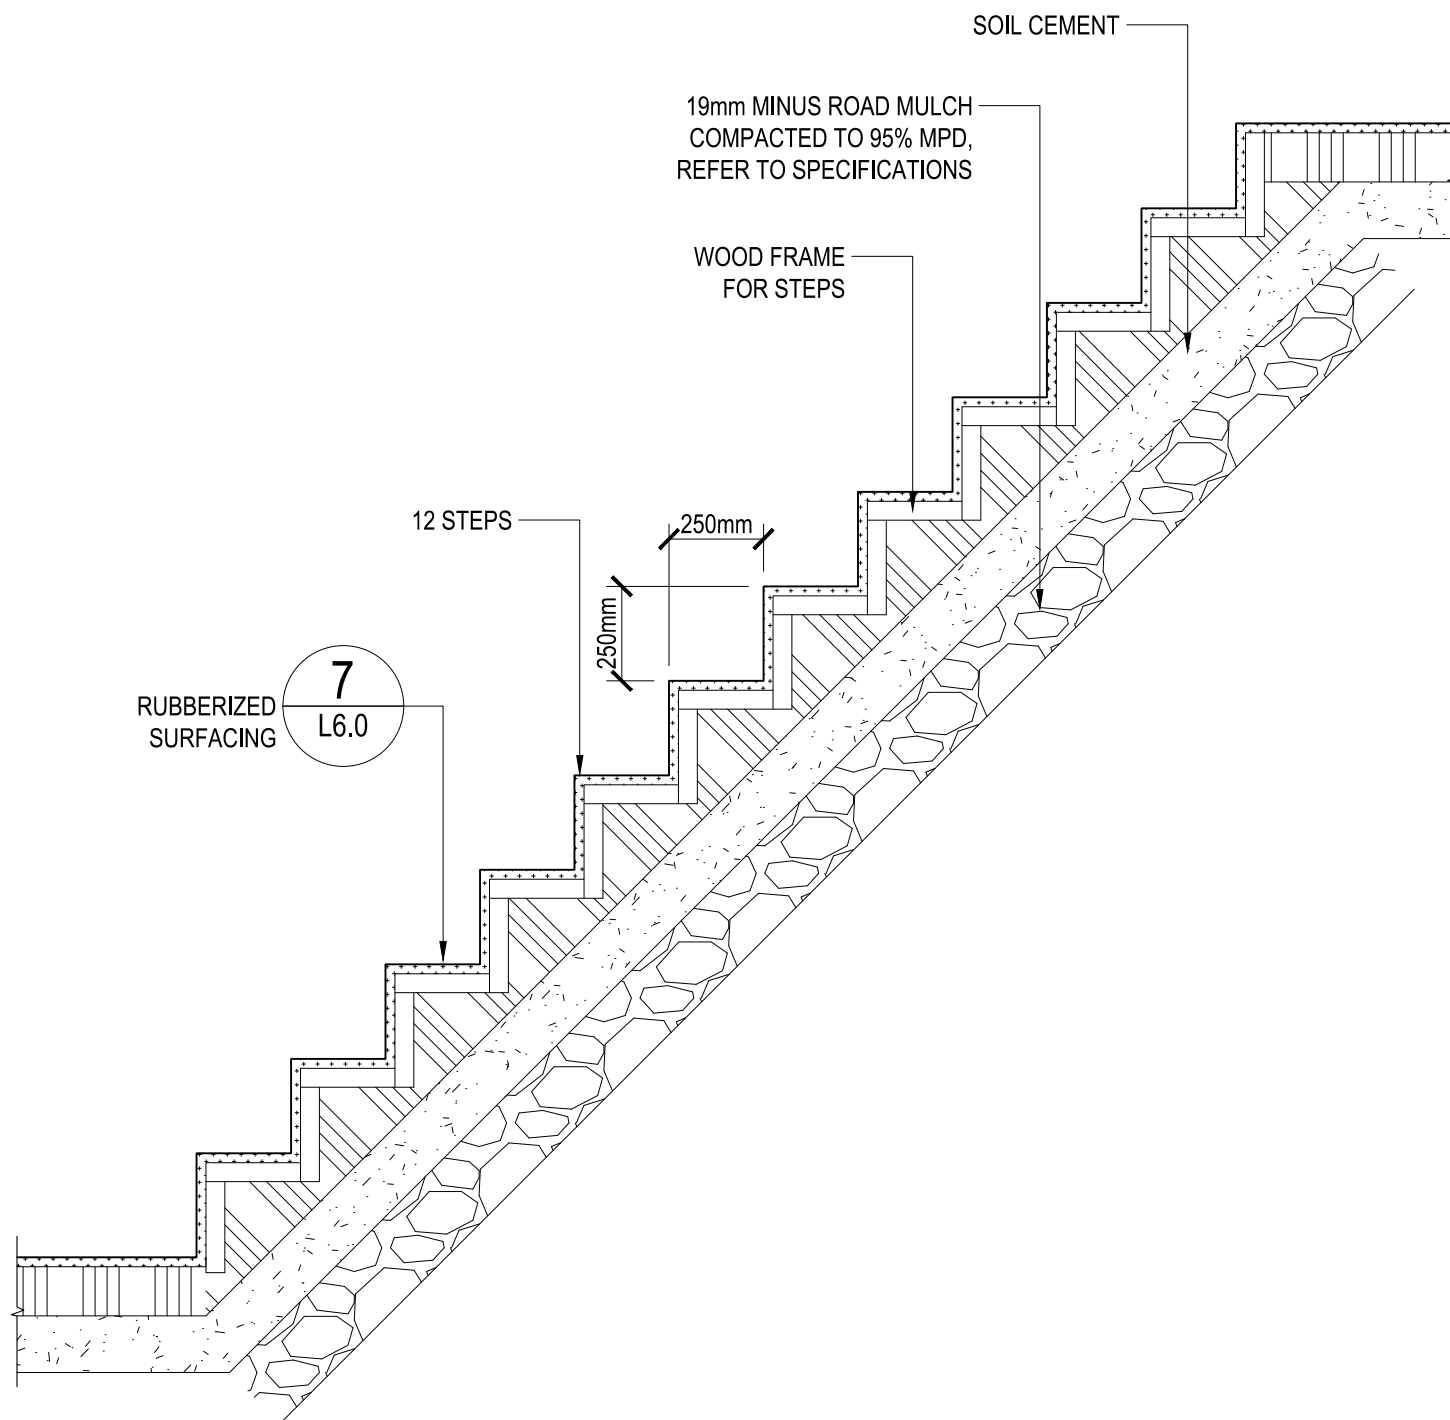 SOIL CEMENT
19mm MINUS ROAD MULCH
COMPACTED TO 95% MPD,
REFER TO SPECIFICATIONS
WOOD FRAME
FOR STEPS
12 STEPS
250mm
250mm
7
L6.0
RUBBERIZED
SURFACING